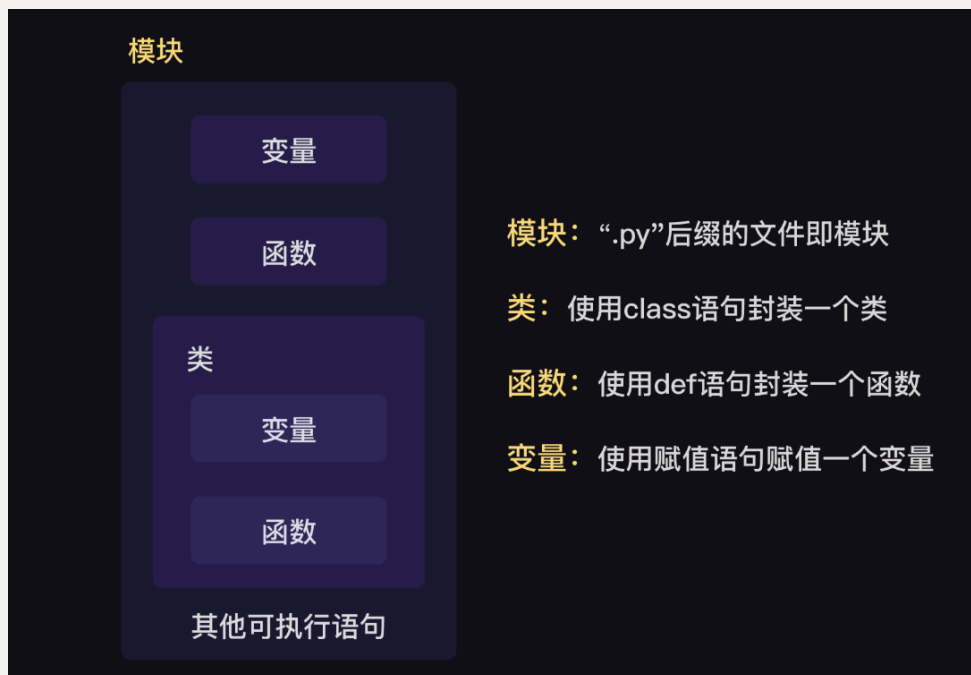 模块
变量
函数
类
变量
函数
其他可执行语句
模块：“.py”后缀的文件即模块
类：使用class语句封装一个类
函数：使用def语句封装一个函数
变量：使用赋值语句赋值一个变量